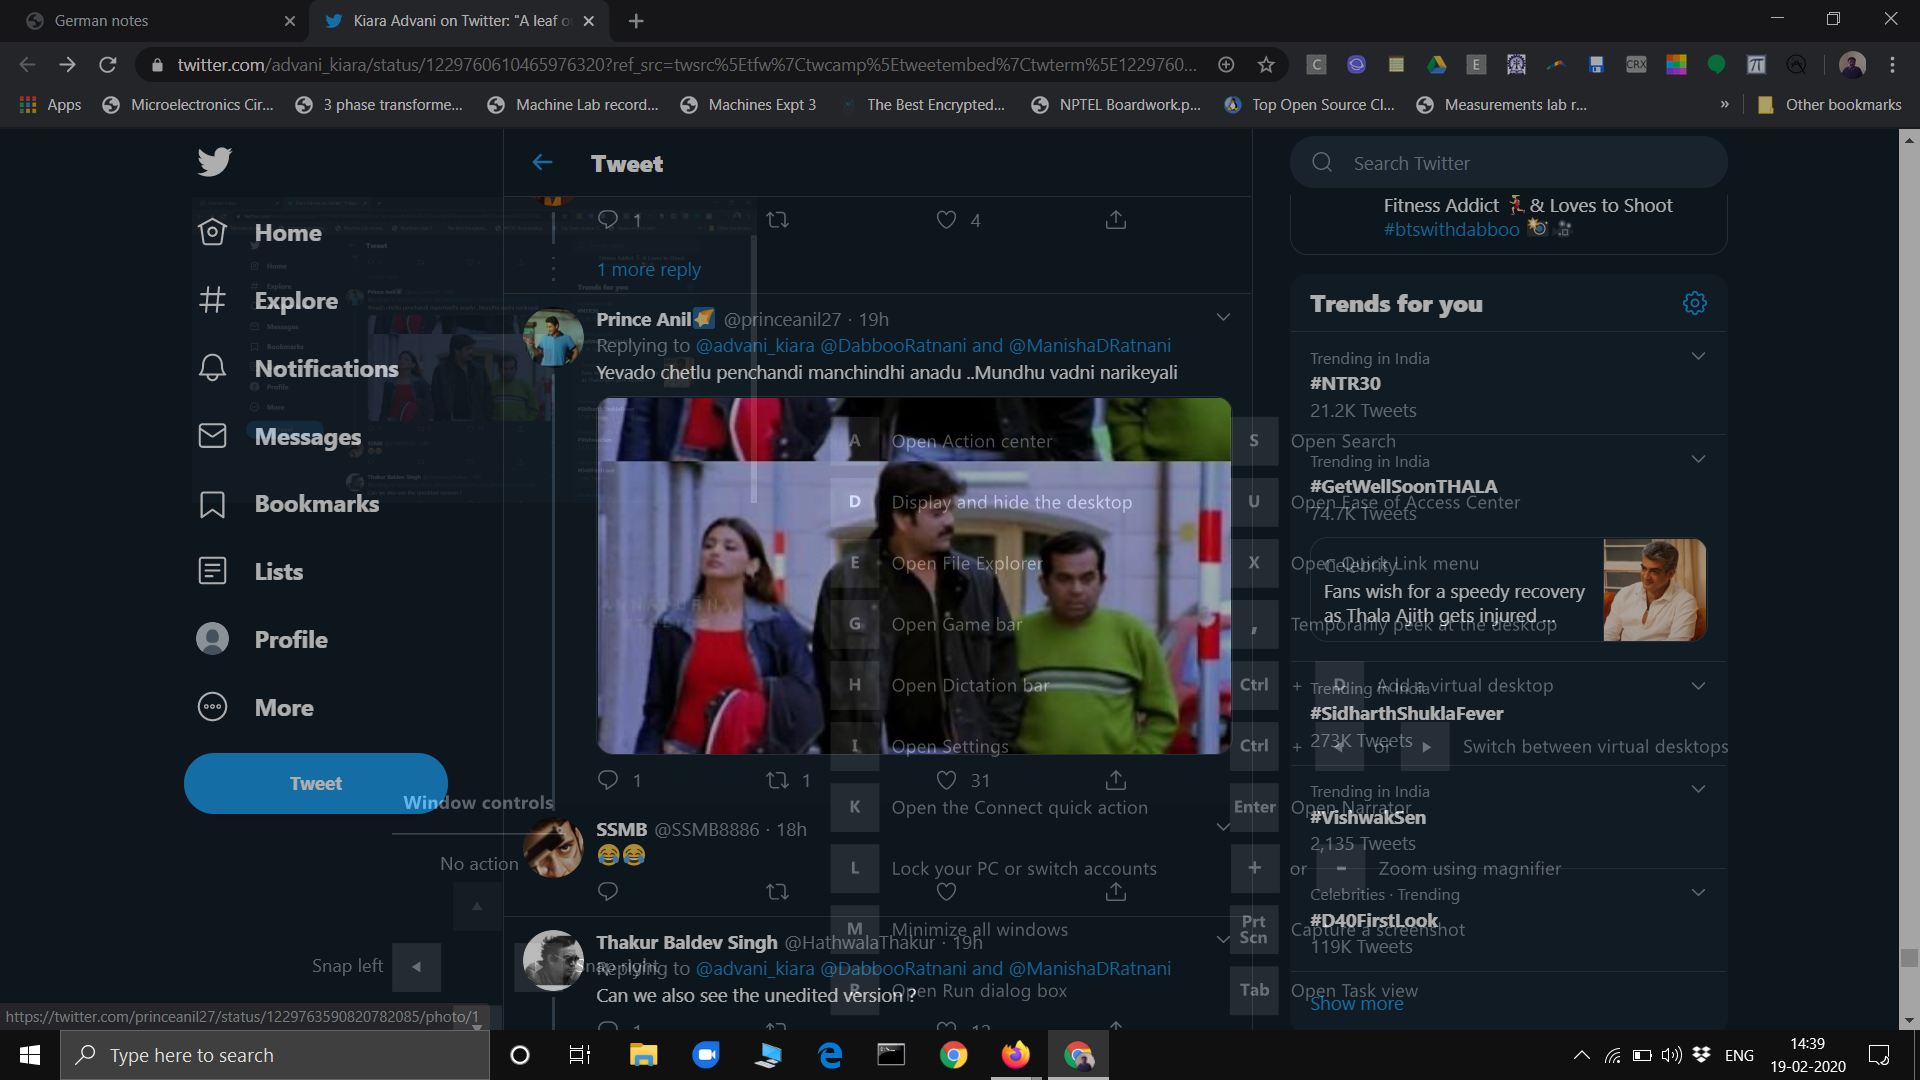 German notes
Kiara Advani on Twitter: "A leaf o
twitter.com/advani_kiara/status/1229760610465976320?ref_src=twsrc%5Etfw%7Ctwcamp%5Etweetembed%7Ctwterm%5E1229760...
Apps
Microelectronics Cir...
3 phase transforme...
Machine Lab record...
Machines Expt 3
The Best Encrypted...
NPTEL Boardwork.p...
Top Open Source Cl...
Measurements lab r...
»
Other bookmarks
Home
Explore
Notifications
Messages
Bookmarks
Lists
Profile
More
Tweet
Tweet
1
4
1 more reply
Prince Anil @princeanil27 · 19h
Replying to @advani_kiara @DabbooRatnani and @ManishaDRatnani
Yevado chetlu penchandi manchindhi anadu ..Mundhu vadni narikeyali
1
1
31
SSMB @SSMB8886 · 18h
😂😂
Thakur Baldev Singh @HathwalaThakur · 19h
Replying to @advani_kiara @DabbooRatnani and @ManishaDRatnani
Can we also see the unedited version ?
1
12
Search Twitter
Fitness Addict 💃 & Loves to Shoot
#btswithdabboo 📸🎥
Trends for you
Trending in India
#NTR30
21.2K Tweets
Trending in India
#GetWellSoonTHALA
74.7K Tweets
Celebrity
Fans wish for a speedy recovery
as Thala Ajith gets injured ...
Trending in India
#SidharthShuklaFever
273K Tweets
Trending in India
#VishwakSen
2,135 Tweets
Celebrities · Trending
#D40FirstLook
119K Tweets
Show more
Window controls
No action
Snap left
Snap right
A Open Action center
D Display and hide the desktop
E Open File Explorer
G Open Game bar
H Open Dictation bar
I Open Settings
K Open the Connect quick action
L Lock your PC or switch accounts
M Minimize all windows
R Open Run dialog box
S Open Search
U Open Ease of Access Center
X Open Quick Link menu
, Temporarily peek at the desktop
Ctrl + D Add a virtual desktop
Ctrl + ◄ or ► Switch between virtual desktops
Enter Open Narrator
+ or - Zoom using magnifier
Prt Scn Capture a screenshot
Tab Open Task view
https://twitter.com/princeanil27/status/1229763590820782085/photo/1
Type here to search
ENG
14:39
19-02-2020